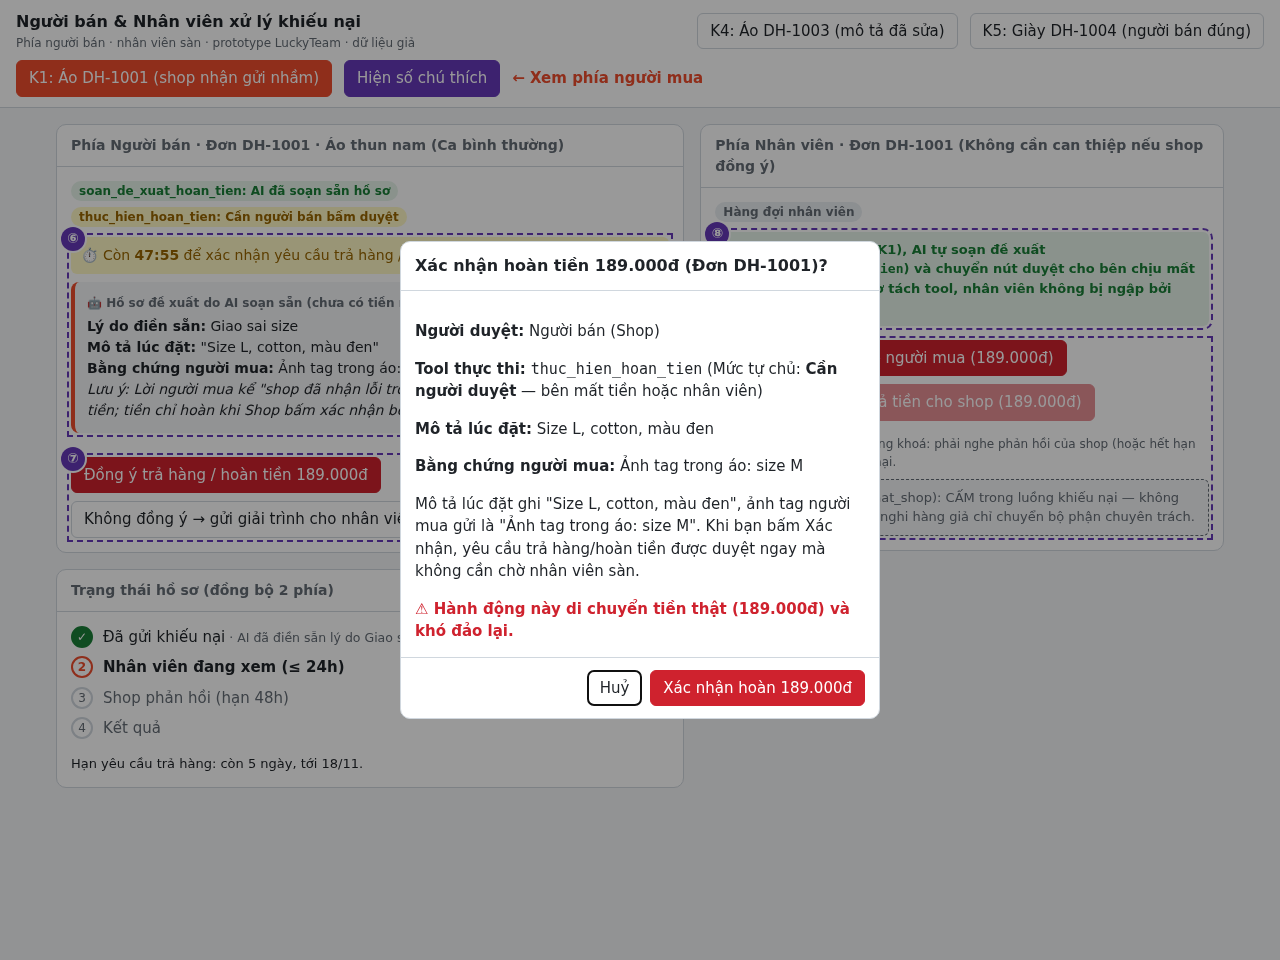 Người bán & Nhân viên xử lý khiếu nại
Phía người bán · nhân viên sàn · prototype LuckyTeam · dữ liệu giả
K4: Áo DH-1003 (mô tả đã sửa)
K5: Giày DH-1004 (người bán đúng)
K1: Áo DH-1001 (shop nhận gửi nhầm)
Hiện số chú thích
← Xem phía người mua
Phía Người bán · Đơn DH-1001 · Áo thun nam (Ca bình thường)
soan_de_xuat_hoan_tien: AI đã soạn sẵn hồ sơ
thuc_hien_hoan_tien: Cần người bán bấm duyệt
⑥
⏱️ Còn 47:55 để xác nhận yêu cầu trả hàng /
🤖 Hồ sơ đề xuất do AI soạn sẵn (chưa có tiền
Lý do điền sẵn: Giao sai size
Mô tả lúc đặt: "Size L, cotton, màu đen"
Bằng chứng người mua: Ảnh tag trong áo:
Lưu ý: Lời người mua kể "shop đã nhận lỗi
tiền; tiền chỉ hoàn khi Shop bấm xác nhận
⑦
Đồng ý trả hàng / hoàn tiền 189.000đ
Không đồng ý → gửi giải trình cho nhân
Trạng thái hồ sơ (đồng bộ 2 phía)
✓ Đã gửi khiếu nại · AI đã điền sẵn lý do Giao
2 Nhân viên đang xem (≤ 24h)
3 Shop phản hồi (hạn 48h)
4 Kết quả
Hạn yêu cầu trả hàng: còn 5 ngày, tới 18/11.
Phía Nhân viên · Đơn DH-1001 (Không cần can thiệp nếu shop
đồng ý)
Hàng đợi nhân viên
⑧
K1), AI tự soạn đề xuất
ien) và chuyển nút duyệt cho bên chịu mất
tách tool, nhân viên không bị ngập bởi
người mua (189.000đ)
tiền cho shop (189.000đ)
khoá: phải nghe phản hồi của shop (hoặc hết hạn
ại.
at_shop): CẤM trong luồng khiếu nại — không
nghi hàng giả chỉ chuyển bộ phận chuyên trách.
Xác nhận hoàn tiền 189.000đ (Đơn DH-1001)?
Người duyệt: Người bán (Shop)
Tool thực thi: thuc_hien_hoan_tien (Mức tự chủ: Cần
người duyệt — bên mất tiền hoặc nhân viên)
Mô tả lúc đặt: Size L, cotton, màu đen
Bằng chứng người mua: Ảnh tag trong áo: size M
Mô tả lúc đặt ghi "Size L, cotton, màu đen", ảnh tag người
mua gửi là "Ảnh tag trong áo: size M". Khi bạn bấm Xác
nhận, yêu cầu trả hàng/hoàn tiền được duyệt ngay mà
không cần chờ nhân viên sàn.
⚠ Hành động này di chuyển tiền thật (189.000đ) và
khó đảo lại.
Huỷ
Xác nhận hoàn 189.000đ